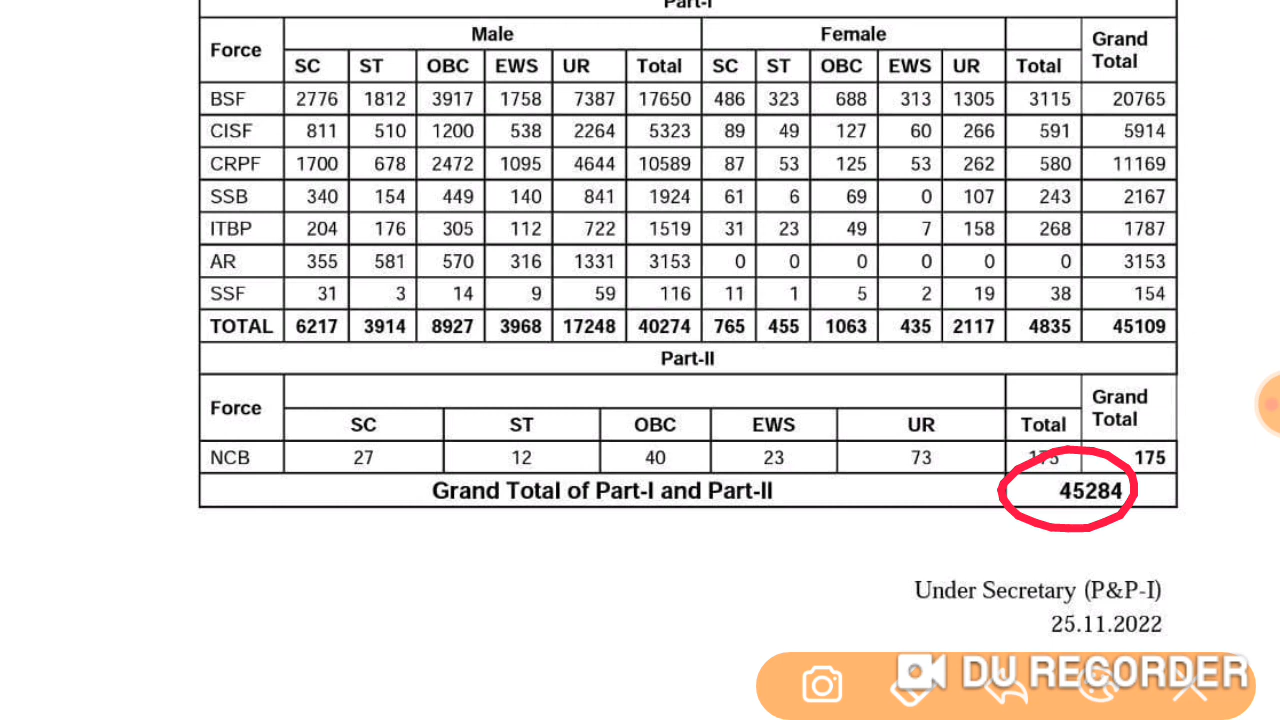 Part-I
Force Male Female Grand Total
SC ST OBC EWS UR Total SC ST OBC EWS UR Total
BSF 2776 1812 3917 1758 7387 17650 486 323 688 313 1305 3115 20765
CISF 811 510 1200 538 2264 5323 89 49 127 60 266 591 5914
CRPF 1700 678 2472 1095 4644 10589 87 53 125 53 262 580 11169
SSB 340 154 449 140 841 1924 61 6 69 0 107 243 2167
ITBP 204 176 305 112 722 1519 31 23 49 7 158 268 1787
AR 355 581 570 316 1331 3153 0 0 0 0 0 0 3153
SSF 31 3 14 9 59 116 11 1 5 2 19 38 154
TOTAL 6217 3914 8927 3968 17248 40274 765 455 1063 435 2117 4835 45109
Part-II
Force Grand Total
SC ST OBC EWS UR Total
NCB 27 12 40 23 73 175 175
Grand Total of Part-I and Part-II 45284
Under Secretary (P&P-I)
25.11.2022
DU RECORDER